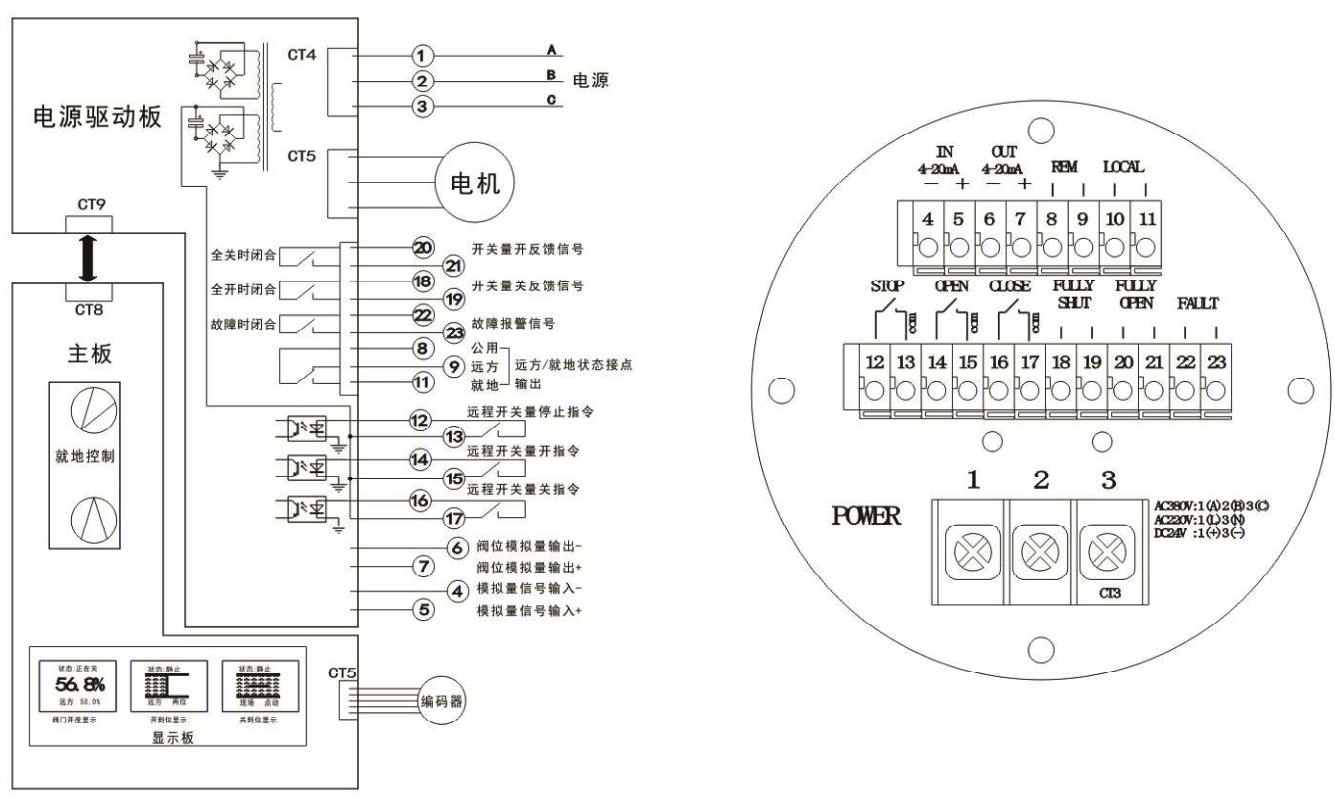 CT4
① A
② B 电源
③ C
电源驱动板
CT5
电机
CT9
全关时闭合 ⑳ 开关量开反馈信号
㉑
全开时闭合 ⑱ 开关量关反馈信号
⑲
故障时闭合 ㉒
㉓ 故障报警信号
⑧ 公用
⑨ 远方 远方/就地状态接点
⑪ 就地 输出
CT8
主板
就地控制
⑫ 远程开关量停止指令
⑬
⑭ 远程开关量开指令
⑮
⑯ 远程开关量关指令
⑰
⑥ 阀位模拟量输出-
⑦ 阀位模拟量输出+
④ 模拟量信号输入-
⑤ 模拟量信号输入+
状态:正在关
56.8%
远方 50.0%
阀门开度显示
状态:静止
远方 两位
开到位显示
状态:静止
现场 点动
关到位显示
显示板
CT5
编码器
IN OUT
4-20mA 4-20mA REM LOCAL
− + − +
4 5 6 7 8 9 10 11
STOP OPEN CLOSE FULLY FULLY
SHUT OPEN FAULT
com com com
12 13 14 15 16 17 18 19 20 21 22 23
1 2 3
POWER
AC380V:1(A)2(B)3(C)
AC220V:1(L)3(N)
DC24V :1(+)3(-)
CT3